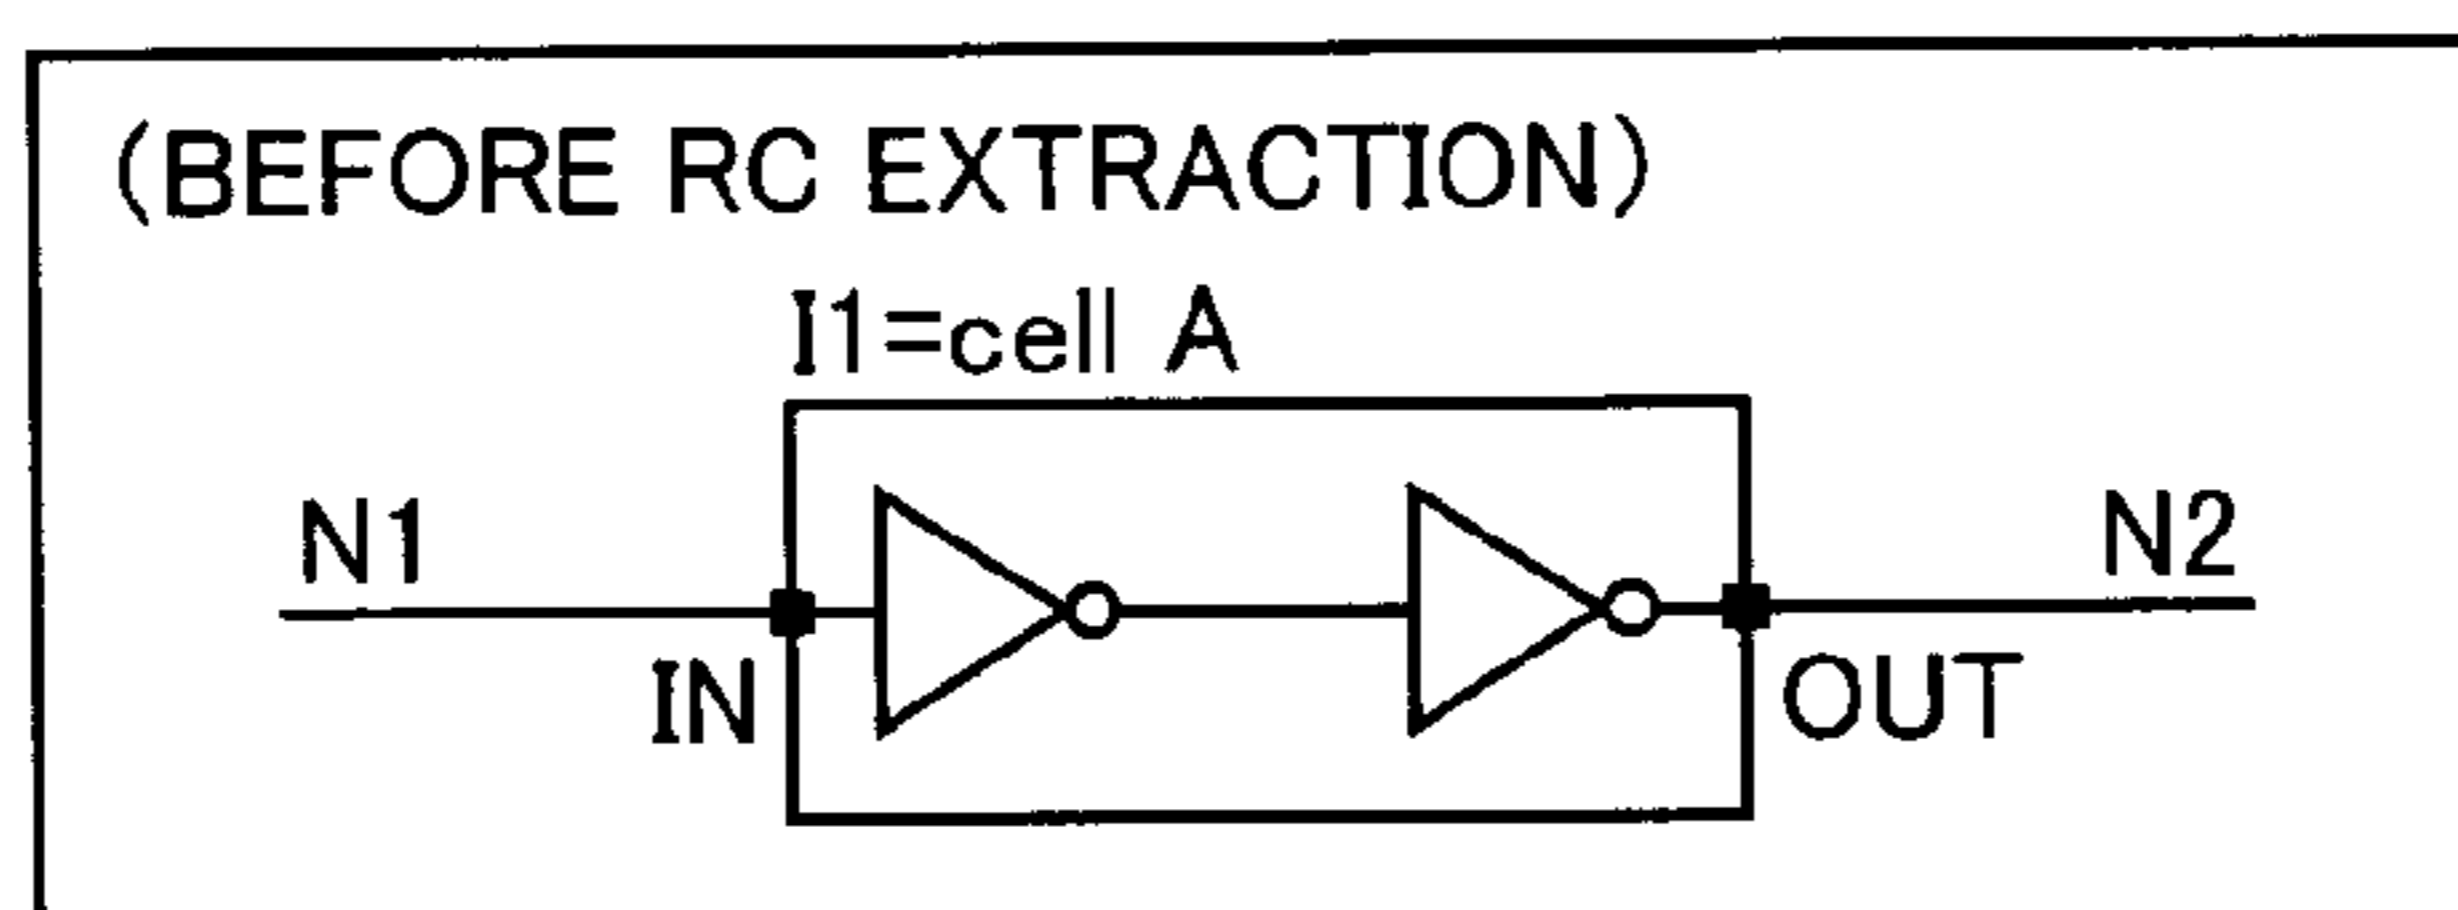 (BEFORE RC EXTRACTION)
I1=cell A
N1
N2
IN
OUT